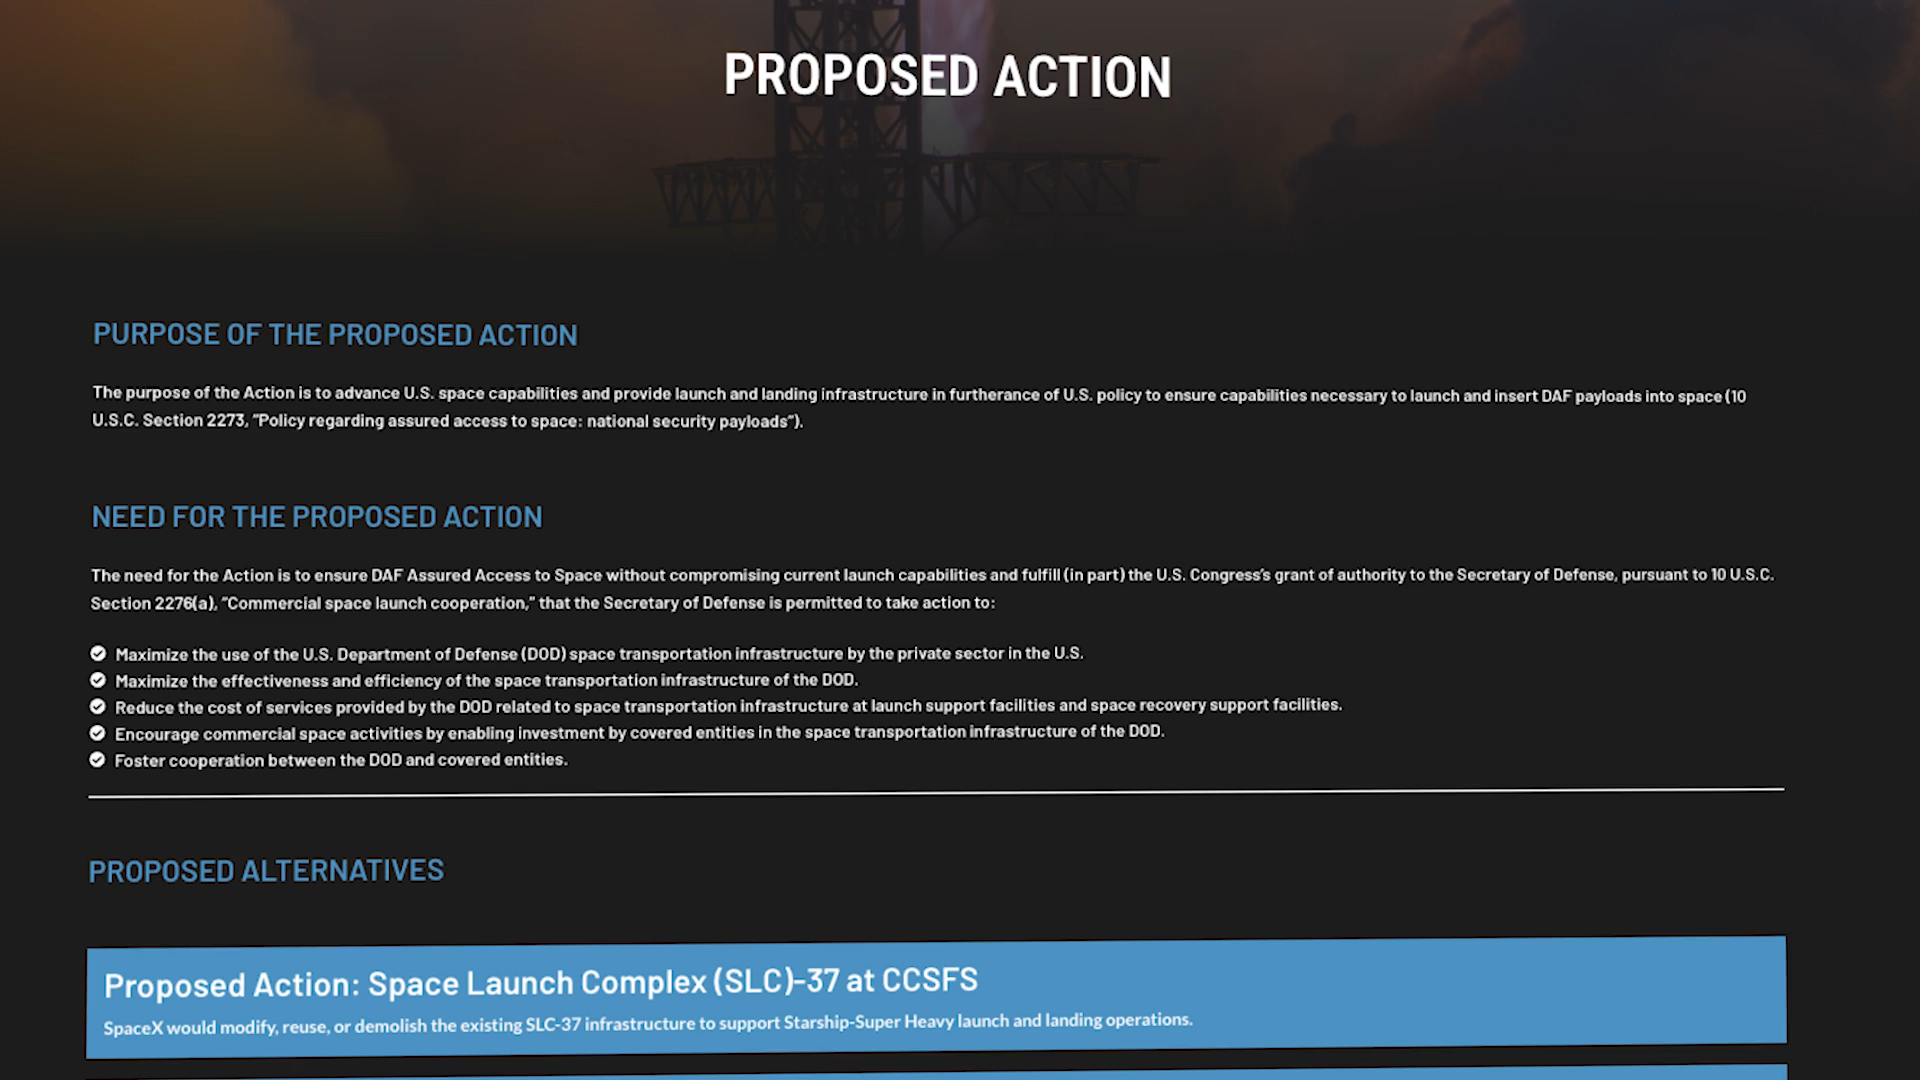 PROPOSED ACTION
PURPOSE OF THE PROPOSED ACTION
The purpose of the Action is to advance U.S. space capabilities and provide launch and landing infrastructure in furtherance of U.S. policy to ensure capabilities necessary to launch and insert DAF payloads into space (10
U.S.C. Section 2273, "Policy regarding assured access to space: national security payloads").
NEED FOR THE PROPOSED ACTION
The need for the Action is to ensure DAF Assured Access to Space without compromising current launch capabilities and fulfill (in part) the U.S. Congress's grant of authority to the Secretary of Defense, pursuant to 10 U.S.C.
Section 2276(a), "Commercial space launch cooperation," that the Secretary of Defense is permitted to take action to:
Maximize the use of the U.S. Department of Defense (DOD) space transportation infrastructure by the private sector in the U.S.
Maximize the effectiveness and efficiency of the space transportation infrastructure of the DOD.
Reduce the cost of services provided by the DOD related to space transportation infrastructure at launch support facilities and space recovery support facilities.
Encourage commercial space activities by enabling investment by covered entities in the space transportation infrastructure of the DOD.
Foster cooperation between the DOD and covered entities.
PROPOSED ALTERNATIVES
Proposed Action: Space Launch Complex (SLC)-37 at CCSFS
SpaceX would modify, reuse, or demolish the existing SLC-37 infrastructure to support Starship-Super Heavy launch and landing operations.